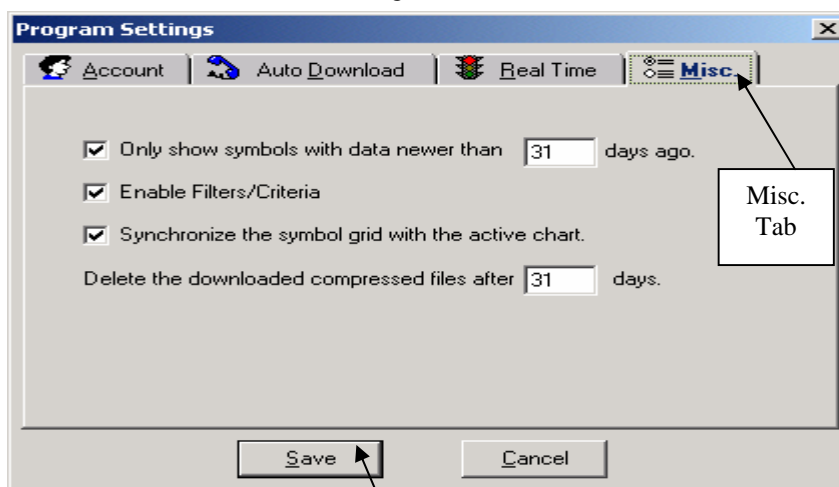 Program Settings
Account Auto Download Real Time Misc.
Only show symbols with data newer than 31 days ago.
Enable Filters/Criteria
Synchronize the symbol grid with the active chart.
Delete the downloaded compressed files after 31 days.
Misc.
Tab
Save Cancel